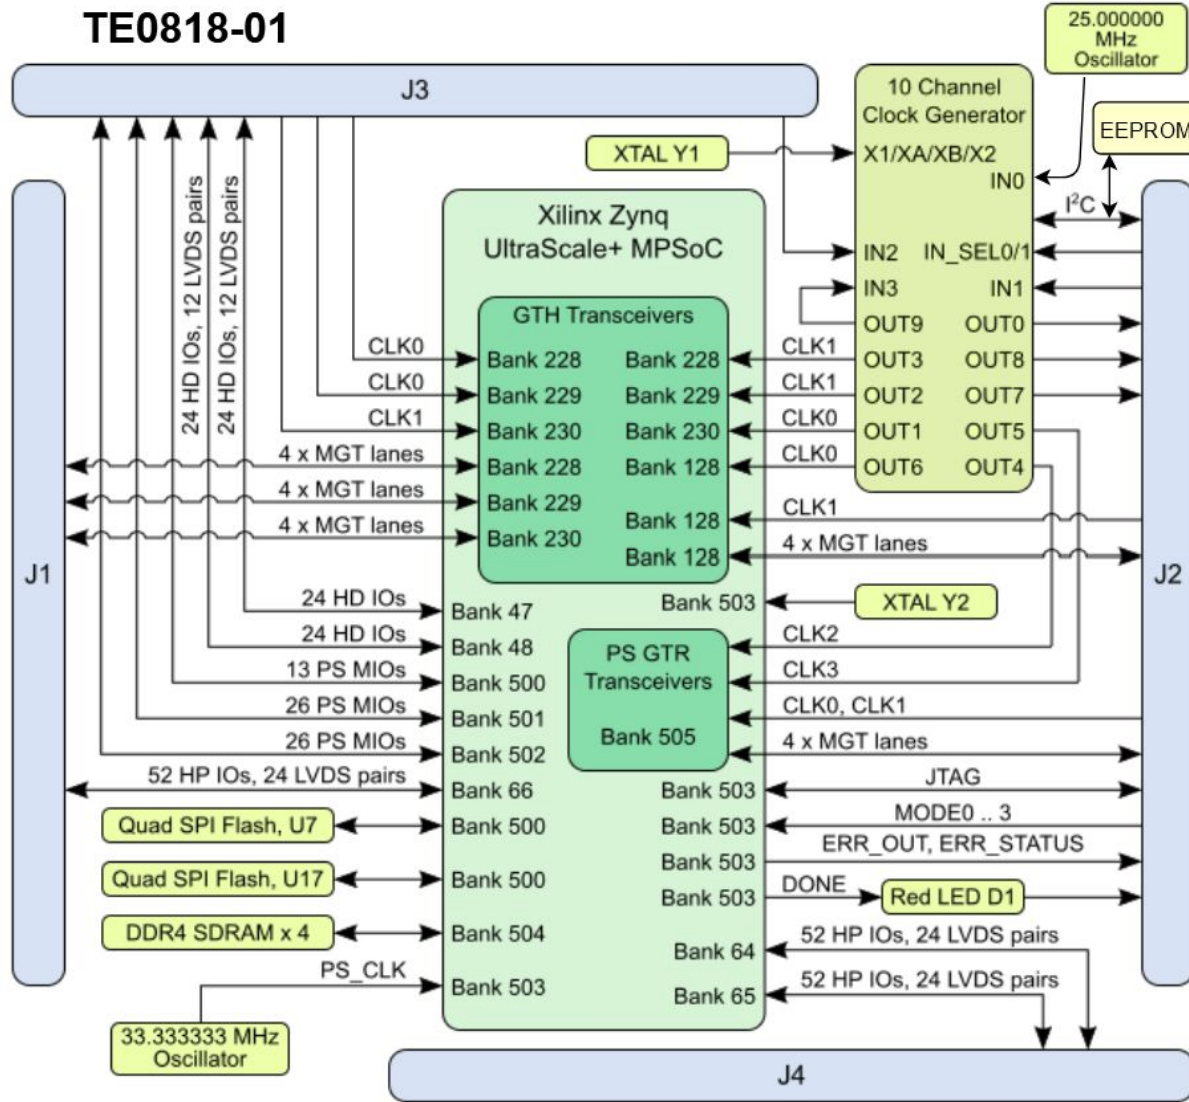 TE0818-01
25.000000
MHz
Oscillator
J3
10 Channel
Clock Generator
EEPROM
XTAL Y1
X1/XA/XB/X2
IN0
I²C
24 HD IOs, 12 LVDS pairs
24 HD IOs, 12 LVDS pairs
Xilinx Zynq
UltraScale+ MPSoC
IN2 IN_SEL0/1
IN3 IN1
OUT9 OUT0
OUT3 OUT8
OUT2 OUT7
OUT1 OUT5
OUT6 OUT4
GTH Transceivers
CLK0 Bank 228 Bank 228 CLK1
CLK0 Bank 229 Bank 229 CLK1
CLK1 Bank 230 Bank 230 CLK0
4 x MGT lanes Bank 228 Bank 128 CLK0
4 x MGT lanes Bank 229
Bank 128 CLK1
4 x MGT lanes Bank 230
Bank 128 4 x MGT lanes
J1
J2
24 HD IOs Bank 47
Bank 503 XTAL Y2
24 HD IOs Bank 48
PS GTR
Transceivers
CLK2
13 PS MIOs Bank 500
CLK3
26 PS MIOs Bank 501
CLK0, CLK1
Bank 505
26 PS MIOs Bank 502
4 x MGT lanes
52 HP IOs, 24 LVDS pairs Bank 66
Bank 503 JTAG
Quad SPI Flash, U7 Bank 500
Bank 503 MODE0 .. 3
Bank 503 ERR_OUT, ERR_STATUS
Quad SPI Flash, U17 Bank 500
Bank 503 DONE Red LED D1
DDR4 SDRAM x 4 Bank 504
Bank 64 52 HP IOs, 24 LVDS pairs
PS_CLK Bank 503
Bank 65 52 HP IOs, 24 LVDS pairs
33.333333 MHz
Oscillator
J4